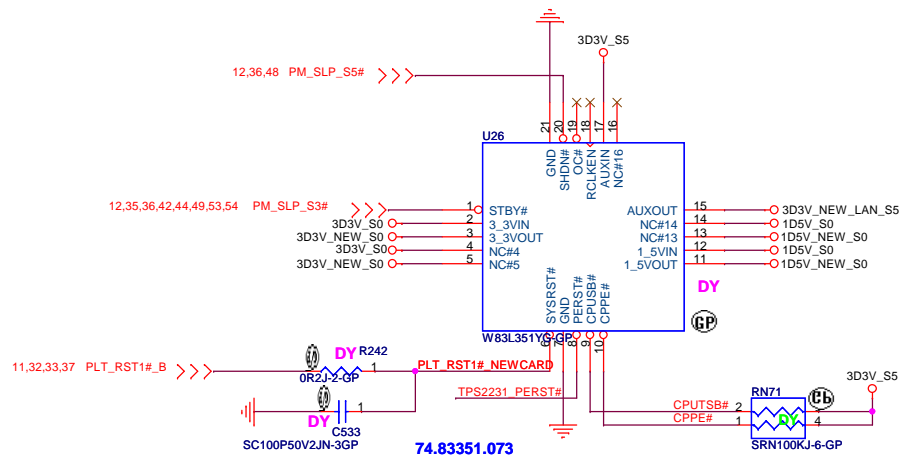 3D3V_S5
12,36,48 PM_SLP_S5#
21 20 19 18 17 16
U26
GND SHDN# OC# RCLKEN AUXIN NC#16
12,35,36,42,44,49,53,54 PM_SLP_S3# 1 STBY# AUXOUT 15 3D3V_NEW_LAN_S5
3D3V_S0 2 3_3VIN NC#14 14 1D5V_S0
3D3V_NEW_S0 3 3_3VOUT NC#13 13 1D5V_NEW_S0
3D3V_S0 4 NC#4 1_5VIN 12 1D5V_S0
3D3V_NEW_S0 5 NC#5 1_5VOUT 11 1D5V_NEW_S0
DY
SYSRST# GND PERST# CPUSB# CPPE#
GP
W83L351YG-GP
6 7 8 9 10
DY R242
11,32,33,37 PLT_RST1#_B 1 PLT_RST1#_NEWCARD
0R2J-2-GP
3D3V_S5
TPS2231_PERST#
RN71
CPUTSB# 2 3
CPPE# 1 DY 4
1
DY C533
SC100P50V2JN-3GP
SRN100KJ-6-GP
74.83351.073